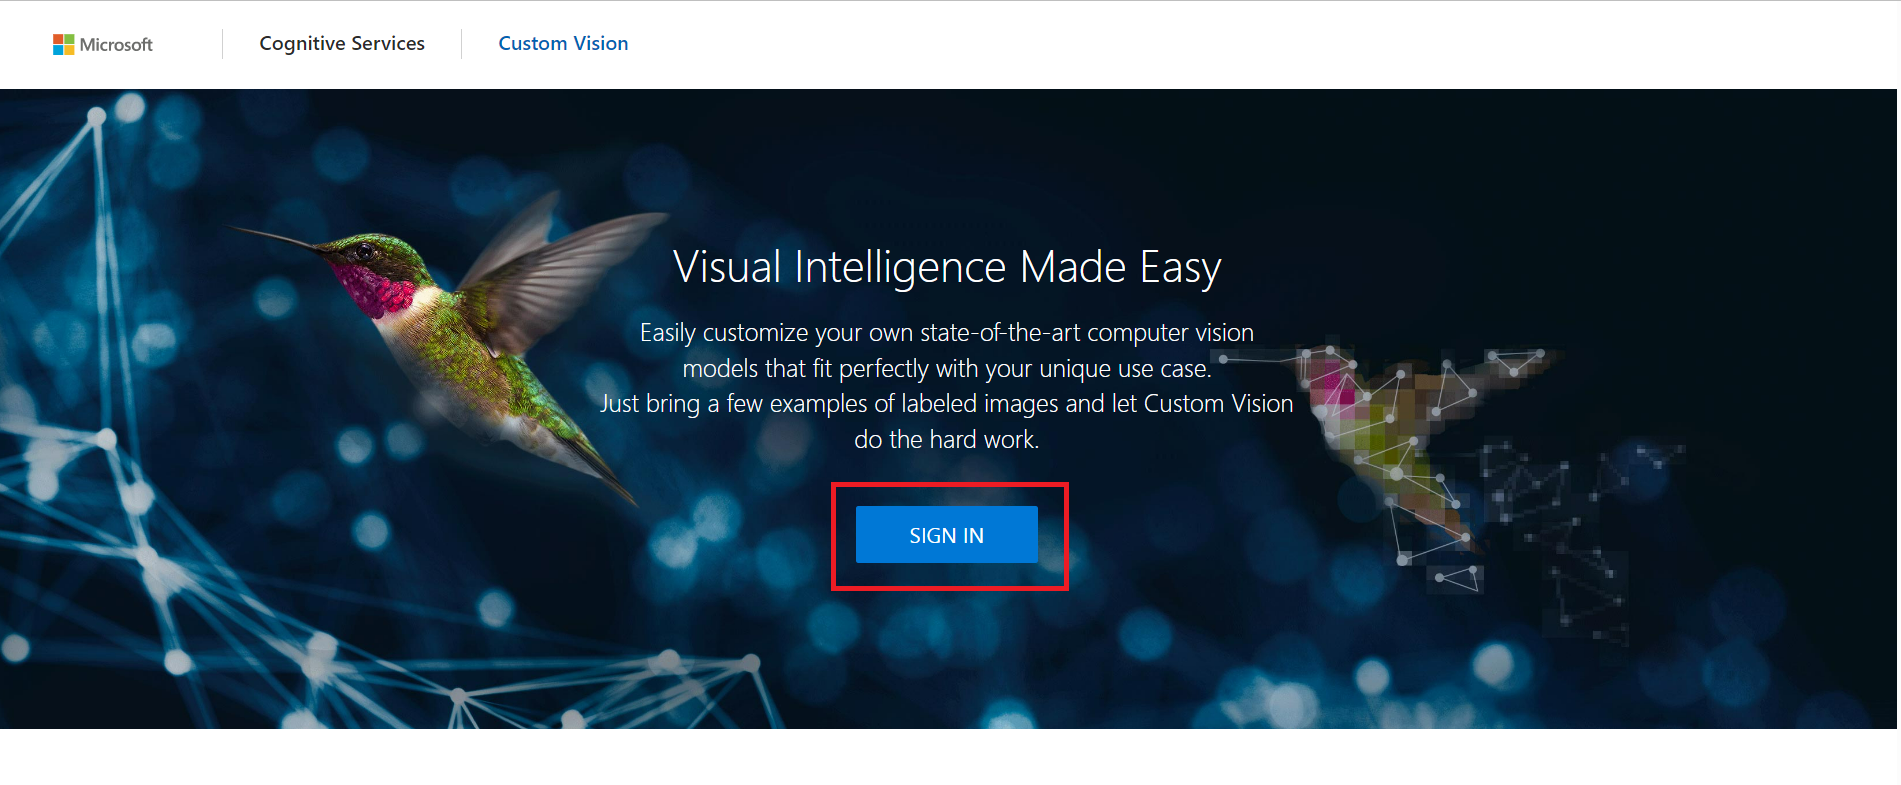 Microsoft
Cognitive Services
Custom Vision
Visual Intelligence Made Easy
Easily customize your own state-of-the-art computer vision
models that fit perfectly with your unique use case.
Just bring a few examples of labeled images and let Custom Vision
do the hard work.
SIGN IN